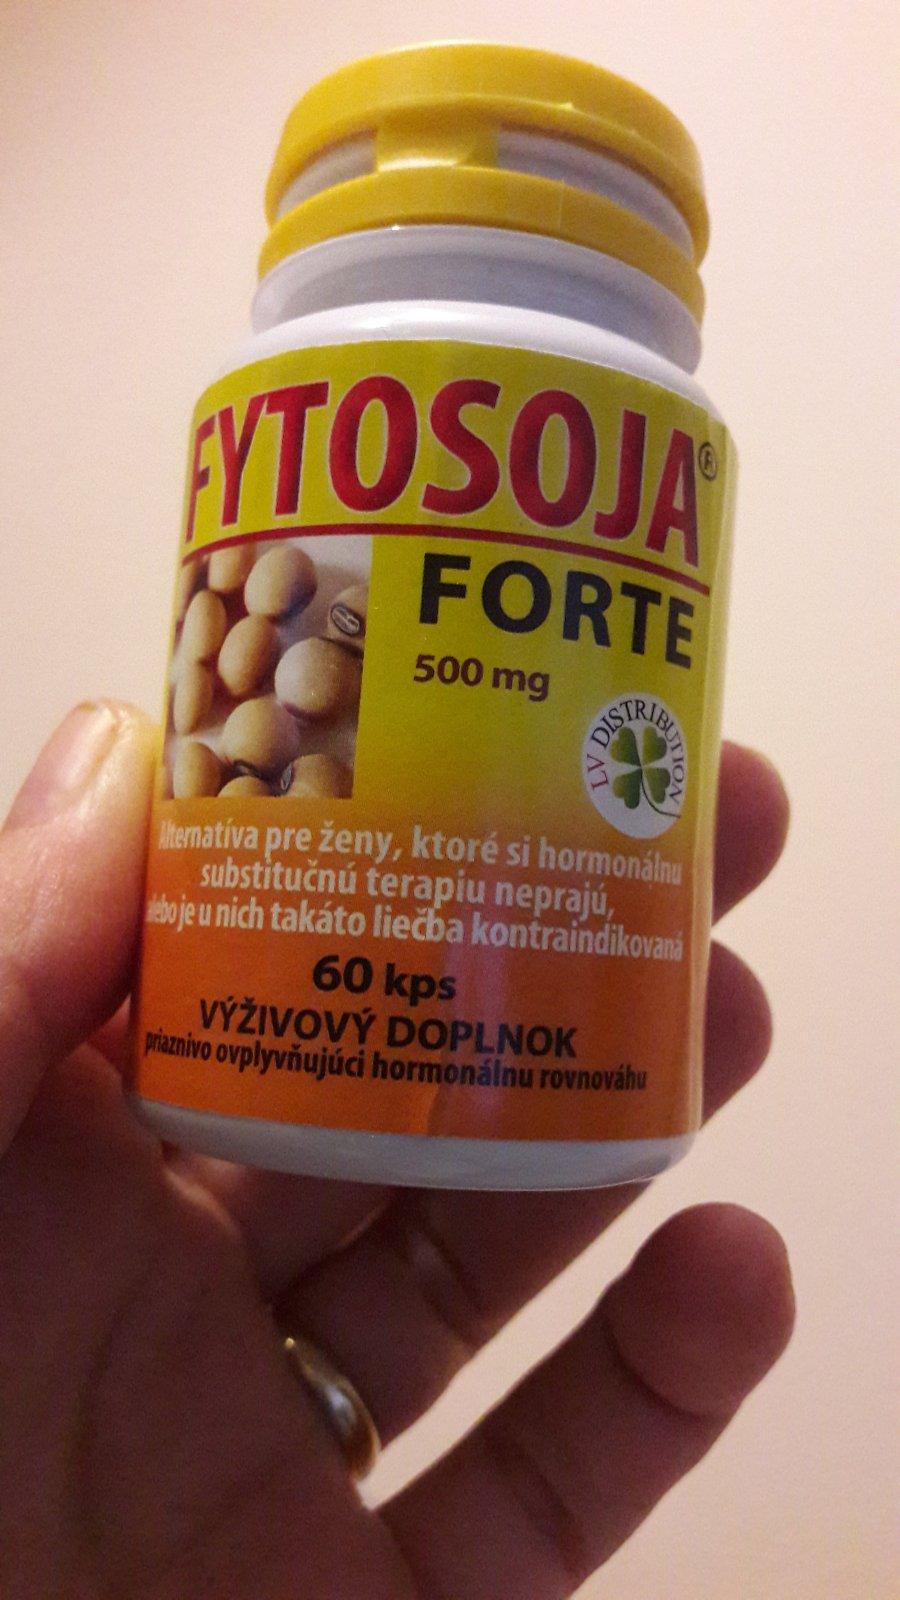 FYTOSOJA®
FORTE
500 mg
LV DISTRIBUTION
Alternatíva pre ženy, ktoré si hormonálnu
substitučnú terapiu neprajú,
alebo je u nich takáto liečba kontraindikovaná
60 kps
VÝŽIVOVÝ DOPLNOK
priaznivo ovplyvňujúci hormonálnu rovnováhu